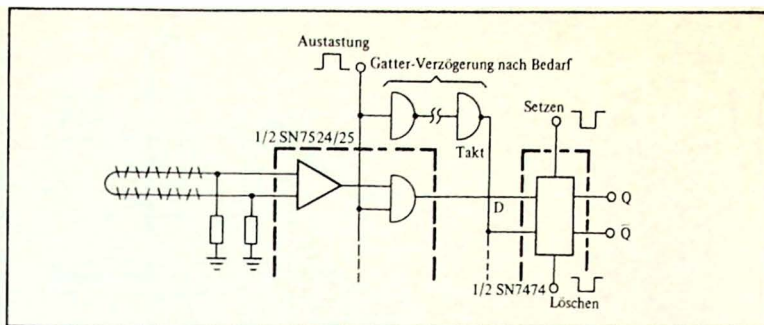 Austastung
Gatter-Verzögerung nach Bedarf
Setzen
1/2 SN7524/25
Takt
D
Q
Q̅
1/2 SN7474
Löschen